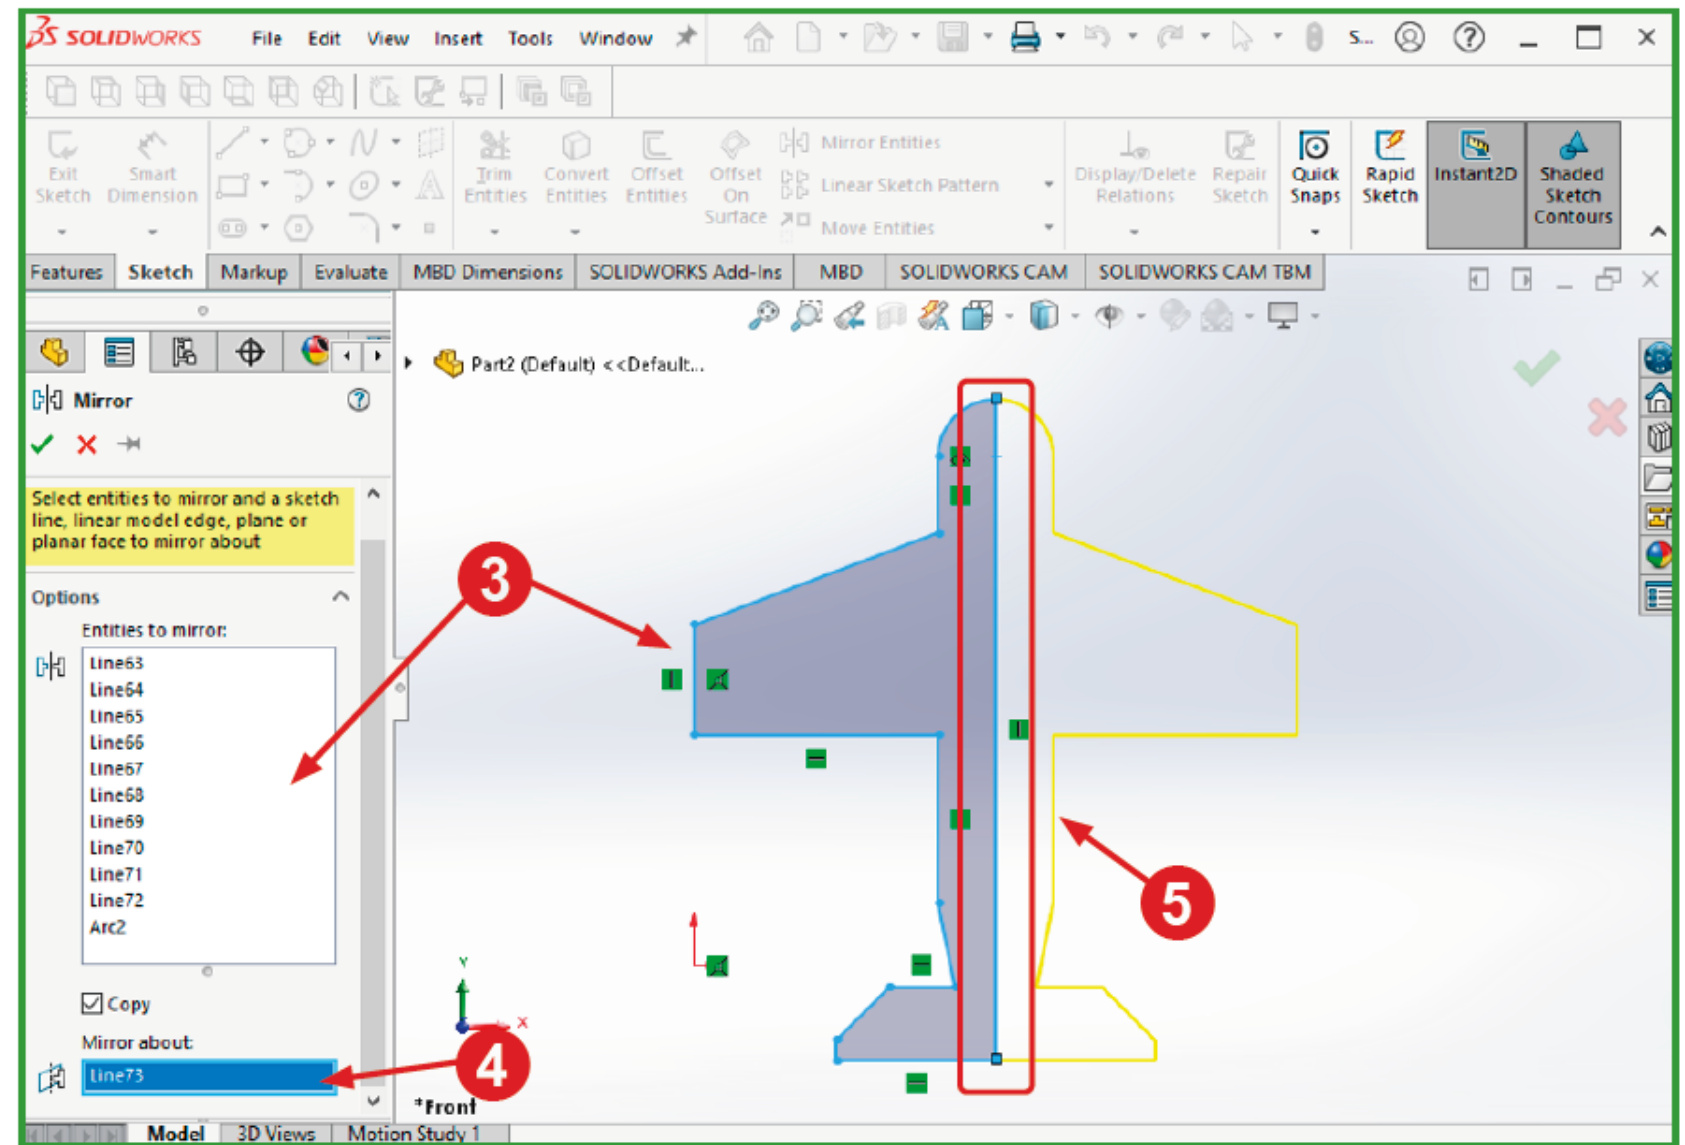 SOLIDWORKS File Edit View Insert Tools Window S... ?
Exit Sketch
Smart Dimension
Trim Entities
Convert Entities
Offset Entities
Offset On Surface
Mirror Entities
Linear Sketch Pattern
Move Entities
Display/Delete Relations
Repair Sketch
Quick Snaps
Rapid Sketch
Instant2D
Shaded Sketch Contours
Features Sketch Markup Evaluate MBD Dimensions SOLIDWORKS Add-Ins MBD SOLIDWORKS CAM SOLIDWORKS CAM TBM
Part2 (Default) <<Default...
Mirror ?
Select entities to mirror and a sketch
line, linear model edge, plane or
planar face to mirror about
3
Options
Entities to mirror:
Line63
Line64
Line65
Line66
Line67
Line68
Line69
Line70
Line71
Line72
Arc2
5
Copy
Y
X
Mirror about:
Line73
4
*Front
Model 3D Views Motion Study 1